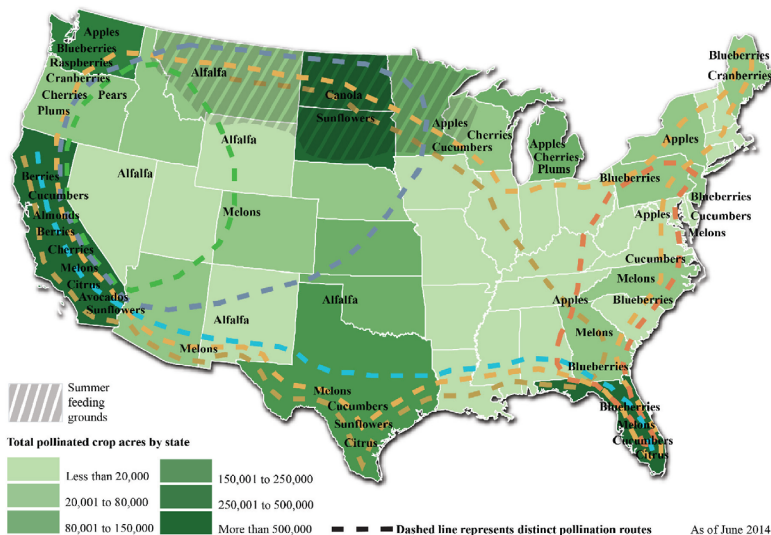 Apples
Blueberries
Raspberries
Cranberries
Cherries
Pears
Plums
Alfalfa
Canola
Sunflowers
Apples
Cherries
Cucumbers
Apples
Cherries
Plums
Blueberries
Cranberries
Apples
Blueberries
Blueberries
Cucumbers
Melons
Apples
Cucumbers
Melons
Blueberries
Apples
Melons
Blueberries
Alfalfa
Alfalfa
Melons
Berries
Cucumbers
Almonds
Berries
Cherries
Melons
Citrus
Avocados
Sunflowers
Alfalfa
Alfalfa
Melons
Melons
Cucumbers
Sunflowers
Citrus
Blueberries
Melons
Cucumbers
Citrus
Summer
feeding
grounds
Total pollinated crop acres by state
Less than 20,000
20,001 to 80,000
80,001 to 150,000
150,001 to 250,000
250,001 to 500,000
More than 500,000
Dashed line represents distinct pollination routes
As of June 2014